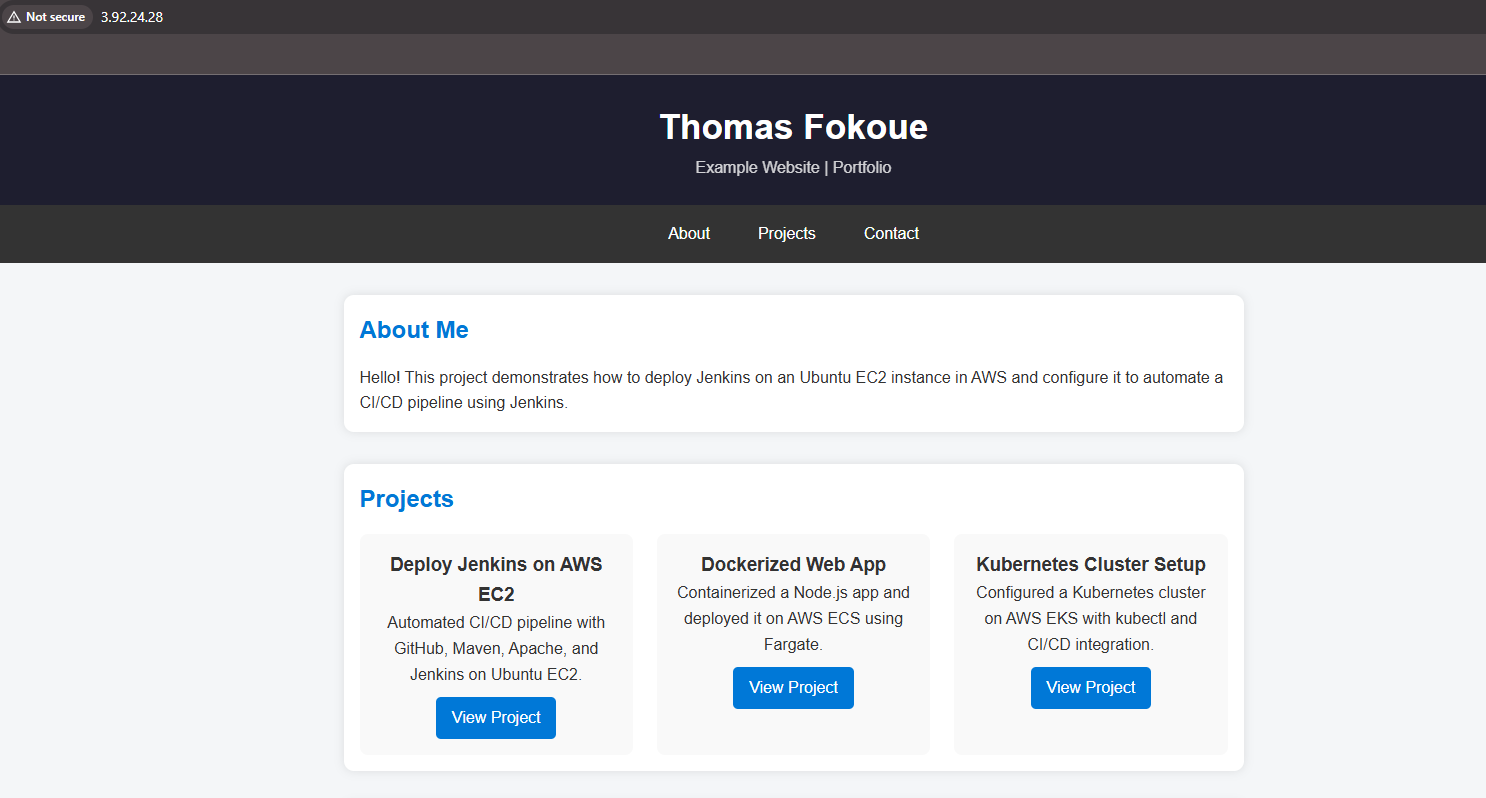 Not secure 3.92.24.28
Thomas Fokoue
Example Website | Portfolio
About Projects Contact
About Me
Hello! This project demonstrates how to deploy Jenkins on an Ubuntu EC2 instance in AWS and configure it to automate a
CI/CD pipeline using Jenkins.
Projects
Deploy Jenkins on AWS
EC2
Automated CI/CD pipeline with
GitHub, Maven, Apache, and
Jenkins on Ubuntu EC2.
View Project
Dockerized Web App
Containerized a Node.js app and
deployed it on AWS ECS using
Fargate.
View Project
Kubernetes Cluster Setup
Configured a Kubernetes cluster
on AWS EKS with kubectl and
CI/CD integration.
View Project